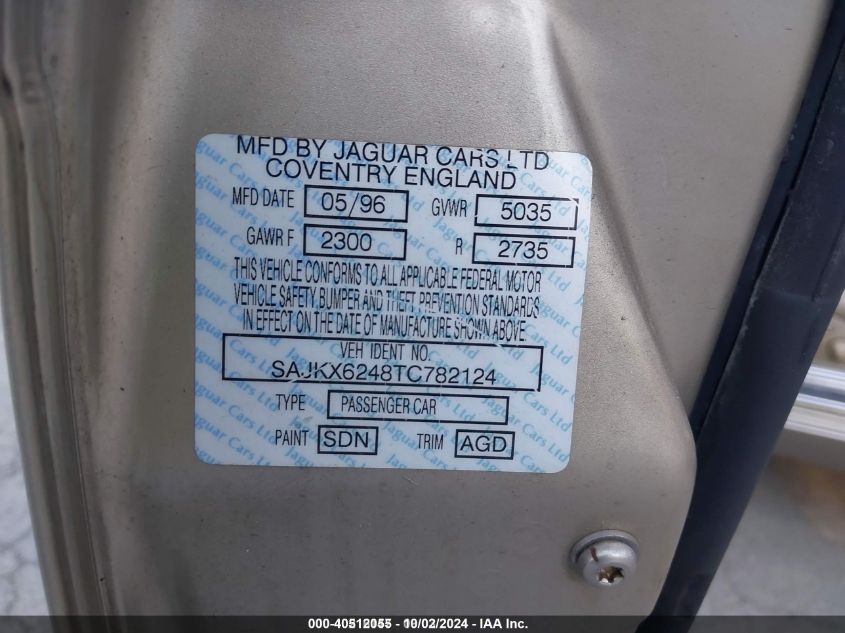 MFD BY JAGUAR CARS LTD
COVENTRY ENGLAND
MFD DATE 05/96 GVWR 5035
GAWR F 2300 R 2735
THIS VEHICLE CONFORMS TO ALL APPLICABLE FEDERAL MOTOR
VEHICLE SAFETY, BUMPER AND THEFT PREVENTION STANDARDS
IN EFFECT ON THE DATE OF MANUFACTURE SHOWN ABOVE.
VEH IDENT NO.
SAJKX6248TC782124
TYPE PASSENGER CAR
PAINT SDN TRIM AGD
Jaguar Cars Ltd
000-40512055 - 10/02/2024 - IAA Inc.